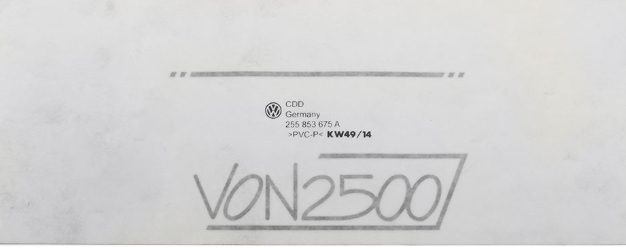 CDD
Germany
255 853 675 A
>PVC-P< KW49/14
VON2500